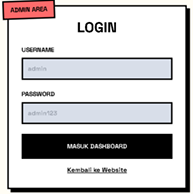 ADMIN AREA
LOGIN
USERNAME
admin
PASSWORD
admin123
MASUK DASHBOARD
Kembali ke Website